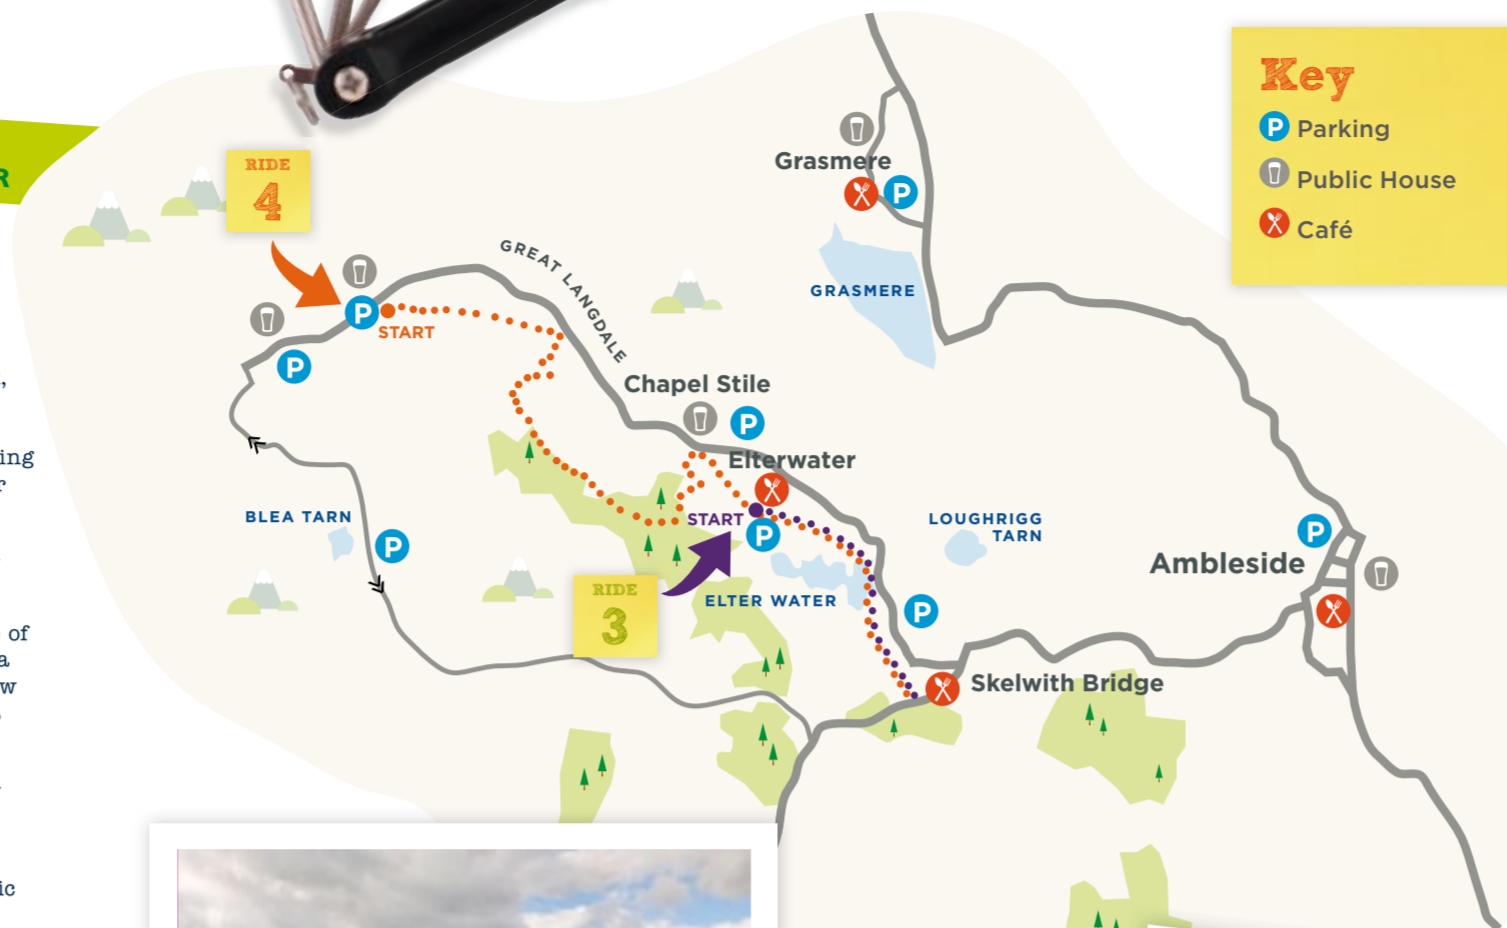 R
,
ing
r
of
a
w
ic
Key
P Parking
Public House
Café
RIDE
4
START
GREAT LANGDALE
Grasmere
P
GRASMERE
P
P
Chapel Stile
P
Elterwater
START
P
RIDE
3
ELTER WATER
BLEA TARN
P
LOUGHRIGG
TARN
P
Ambleside
P
Skelwith Bridge